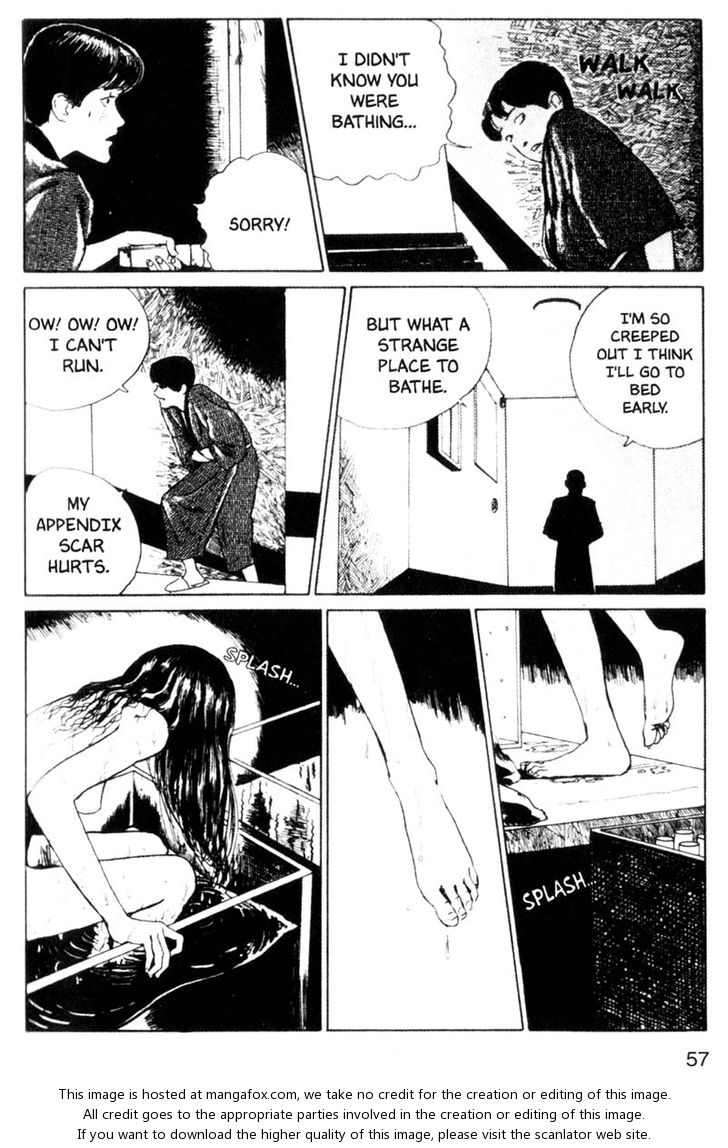 SORRY!
I DIDN'T
KNOW YOU
WERE
BATHING...
WALK
WALK
OW! OW! OW!
I CAN'T
RUN.
MY
APPENDIX
SCAR
HURTS.
BUT WHAT A
STRANGE
PLACE TO
BATHE.
I'M SO
CREEPED
OUT I THINK
I'LL GO TO
BED
EARLY.
SPLASH...
SPLASH...
57
This image is hosted at mangafox.com, we take no credit for the creation or editing of this image.
All credit goes to the appropriate parties involved in the creation or editing of this image.
If you want to download the higher quality of this image, please visit the scanlator web site.